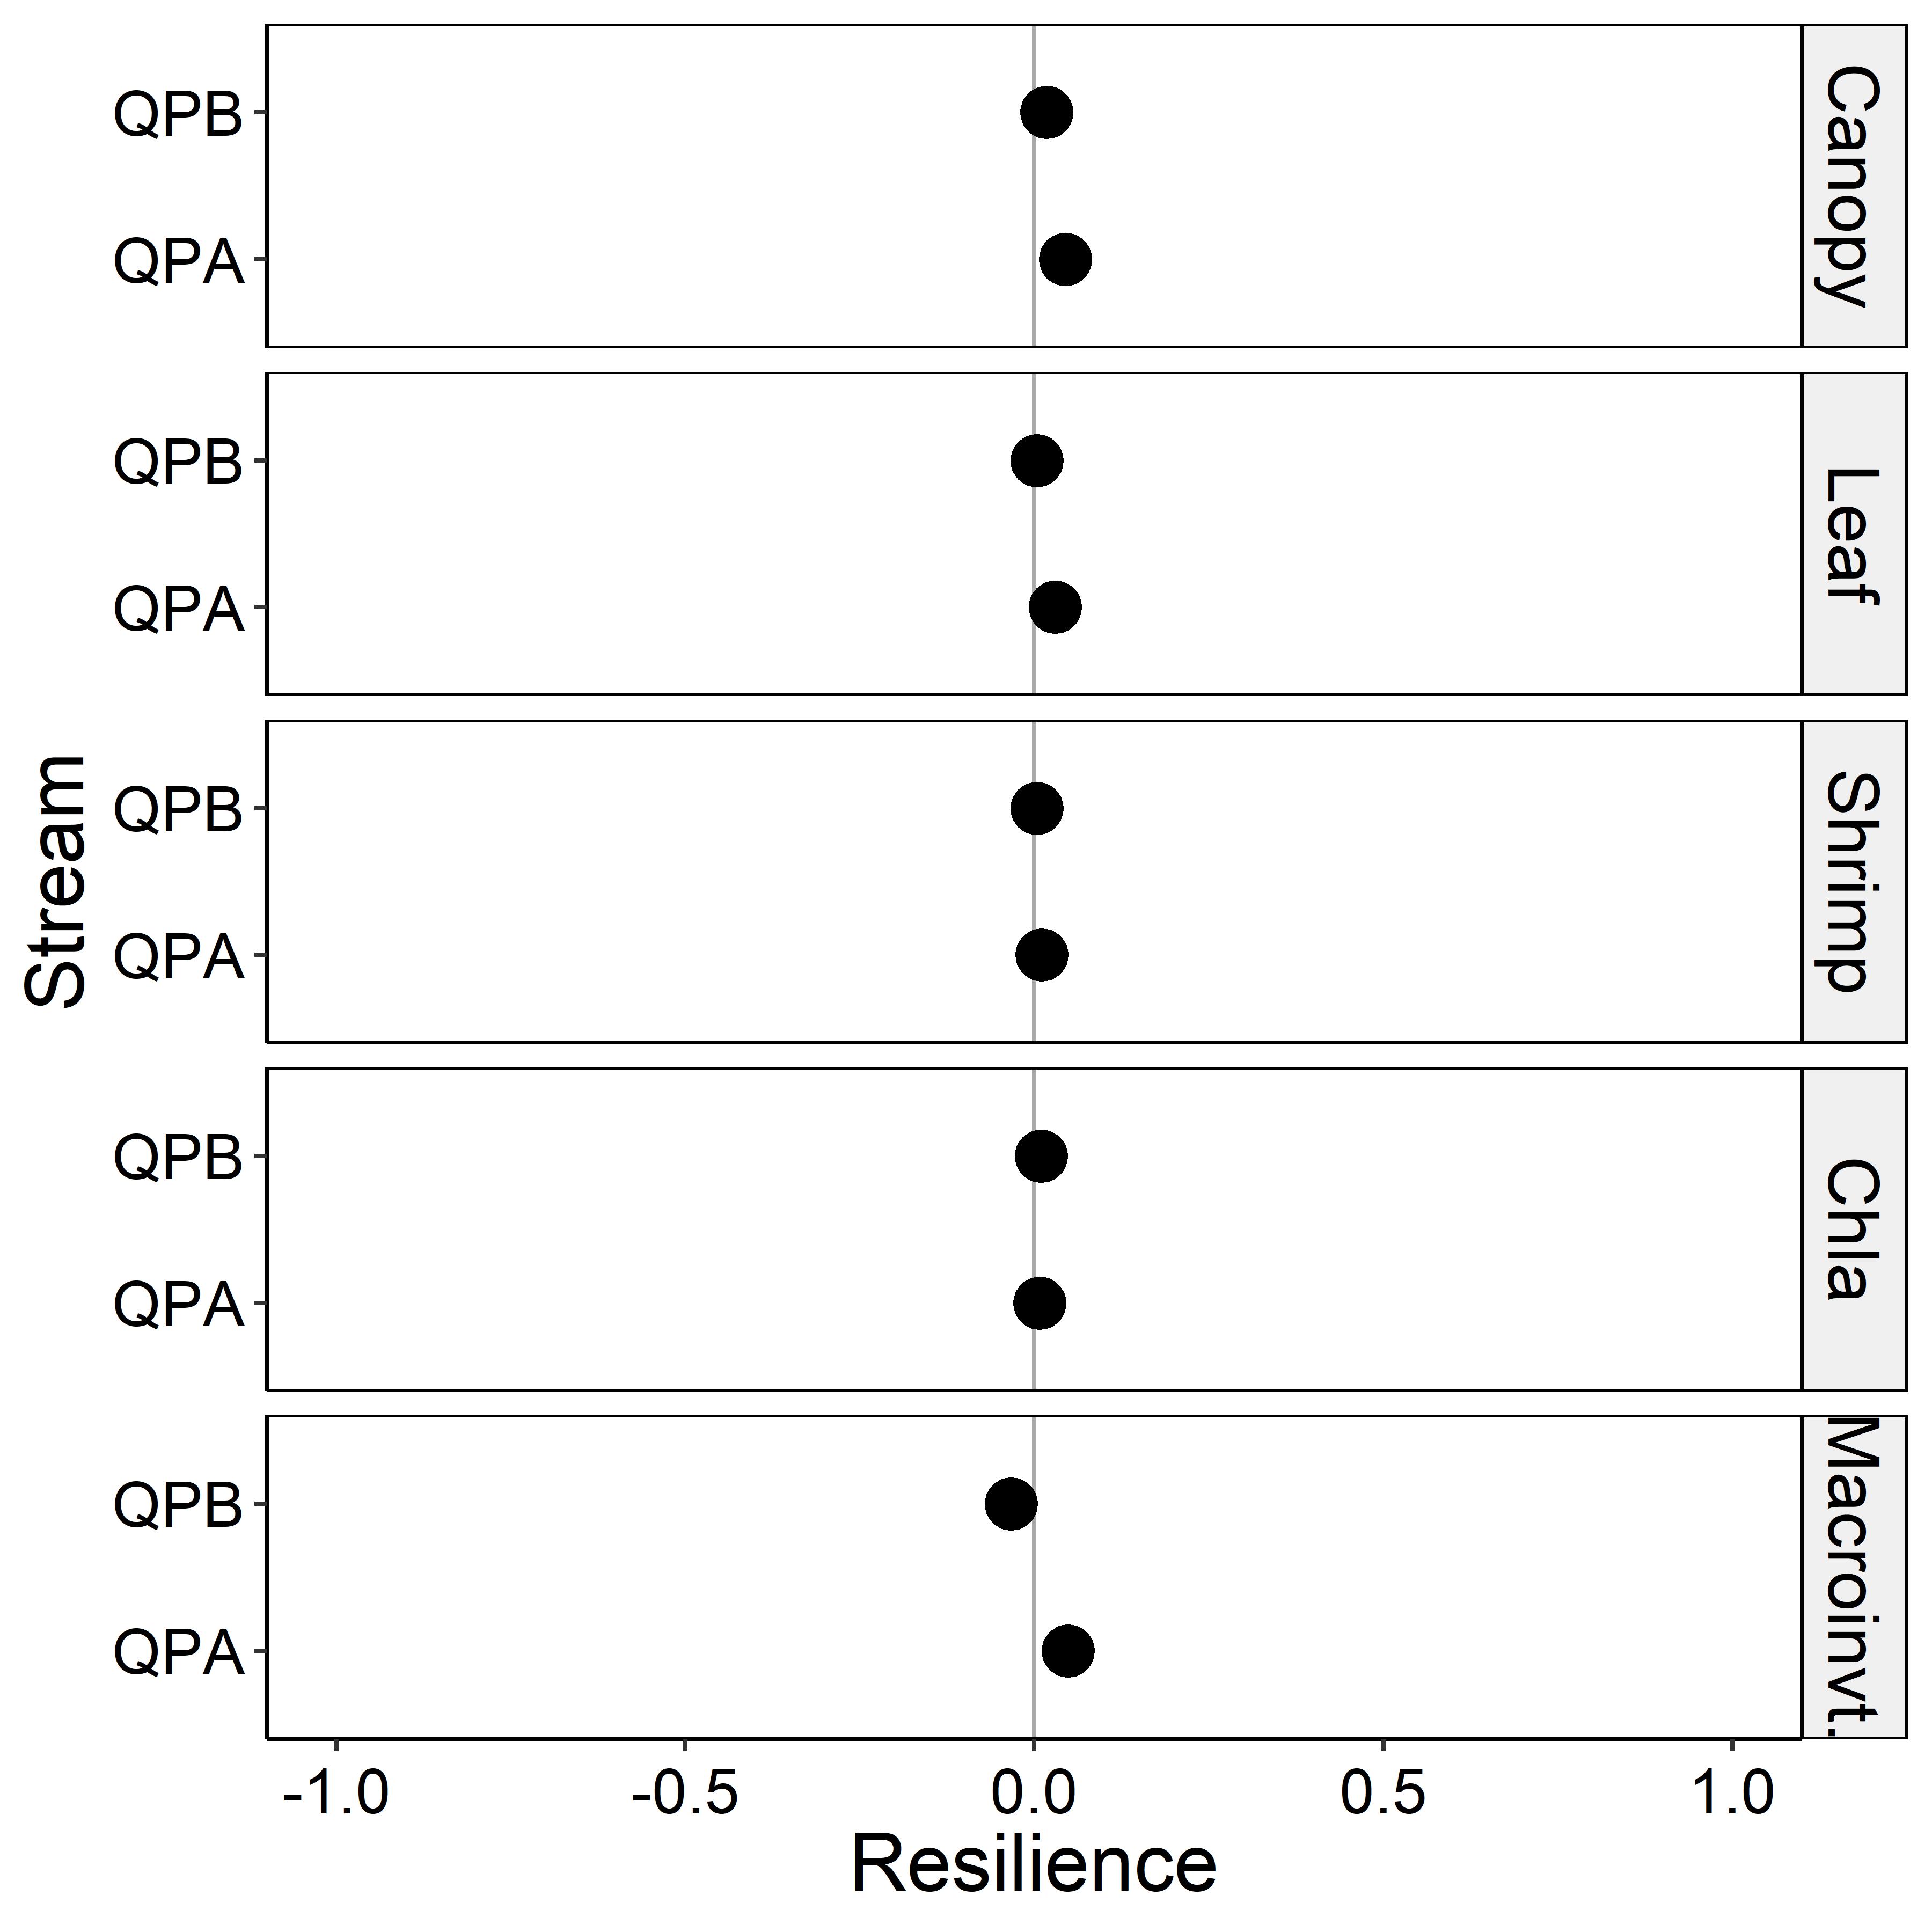 Canopy
QPB
QPA
Leaf
QPB
QPA
Shrimp
QPB
QPA
Chla
QPB
QPA
Macroinvt.
QPB
QPA
Stream
-1.0 -0.5 0.0 0.5 1.0
Resilience